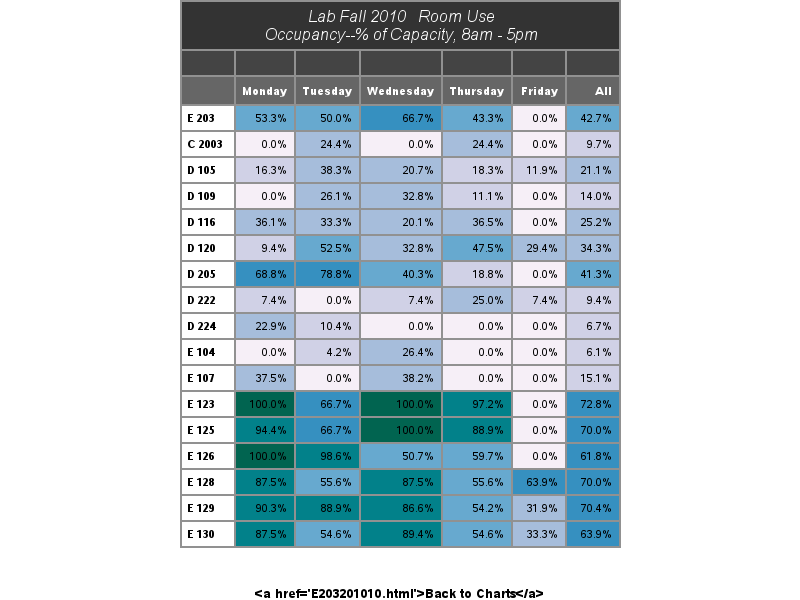 Lab Fall 2010 Room Use
Occupancy--% of Capacity, 8am - 5pm
Monday Tuesday Wednesday Thursday Friday All
E 203 53.3% 50.0% 66.7% 43.3% 0.0% 42.7%
C 2003 0.0% 24.4% 0.0% 24.4% 0.0% 9.7%
D 105 16.3% 38.3% 20.7% 18.3% 11.9% 21.1%
D 109 0.0% 26.1% 32.8% 11.1% 0.0% 14.0%
D 116 36.1% 33.3% 20.1% 36.5% 0.0% 25.2%
D 120 9.4% 52.5% 32.8% 47.5% 29.4% 34.3%
D 205 68.8% 78.8% 40.3% 18.8% 0.0% 41.3%
D 222 7.4% 0.0% 7.4% 25.0% 7.4% 9.4%
D 224 22.9% 10.4% 0.0% 0.0% 0.0% 6.7%
E 104 0.0% 4.2% 26.4% 0.0% 0.0% 6.1%
E 107 37.5% 0.0% 38.2% 0.0% 0.0% 15.1%
E 123 100.0% 66.7% 100.0% 97.2% 0.0% 72.8%
E 125 94.4% 66.7% 100.0% 88.9% 0.0% 70.0%
E 126 100.0% 98.6% 50.7% 59.7% 0.0% 61.8%
E 128 87.5% 55.6% 87.5% 55.6% 63.9% 70.0%
E 129 90.3% 88.9% 86.6% 54.2% 31.9% 70.4%
E 130 87.5% 54.6% 89.4% 54.6% 33.3% 63.9%
<a href='E203201010.html'>Back to Charts</a>